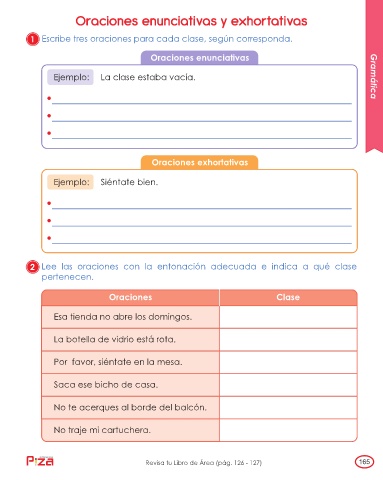 Oraciones enunciativas y exhortativas
1 Escribe tres oraciones para cada clase, según corresponda.
Oraciones enunciativas
Ejemplo: La clase estaba vacía.
Gramática
Oraciones exhortativas
Ejemplo: Siéntate bien.
2 Lee las oraciones con la entonación adecuada e indica a qué clase
pertenecen.
Oraciones Clase
Esa tienda no abre los domingos.
La botella de vidrio está rota.
Por favor, siéntate en la mesa.
Saca ese bicho de casa.
No te acerques al borde del balcón.
No traje mi cartuchera.
P:za Revisa tu Libro de Área (pág. 126 - 127) 165